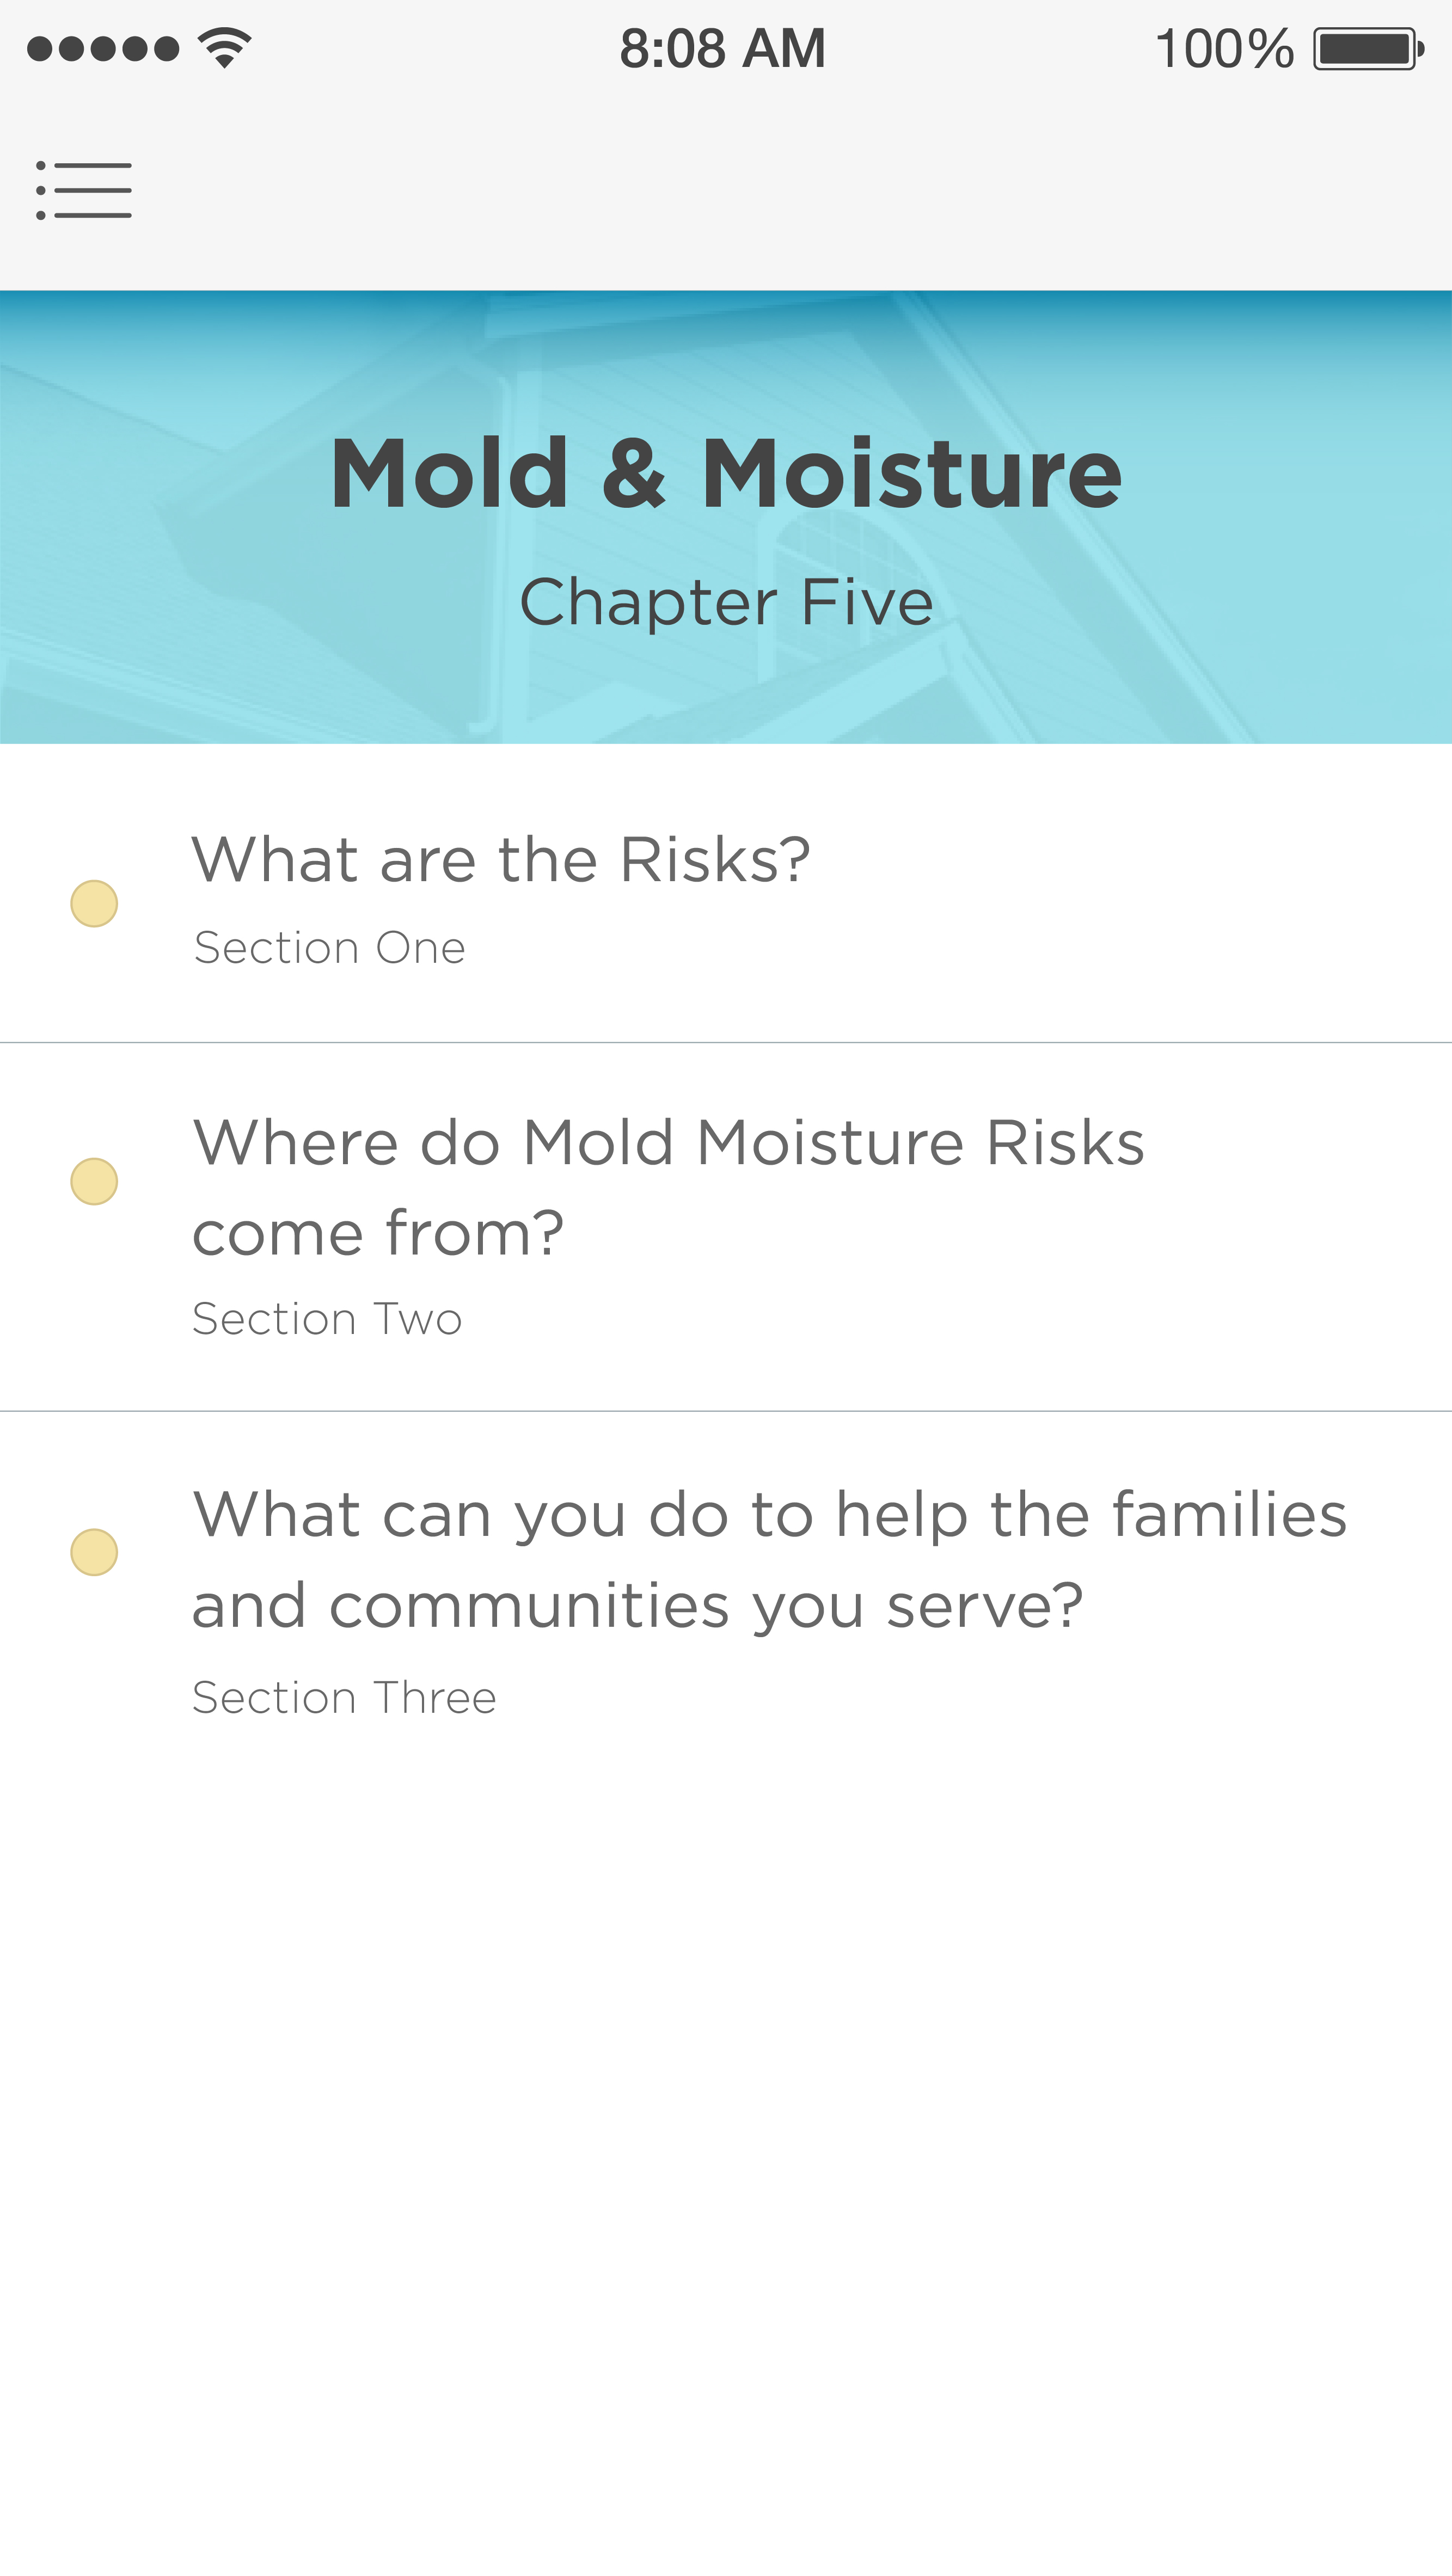 8:08 AM
100%
Mold & Moisture
Chapter Five
What are the Risks?
Section One
Where do Mold Moisture Risks
come from?
Section Two
What can you do to help the families
and communities you serve?
Section Three